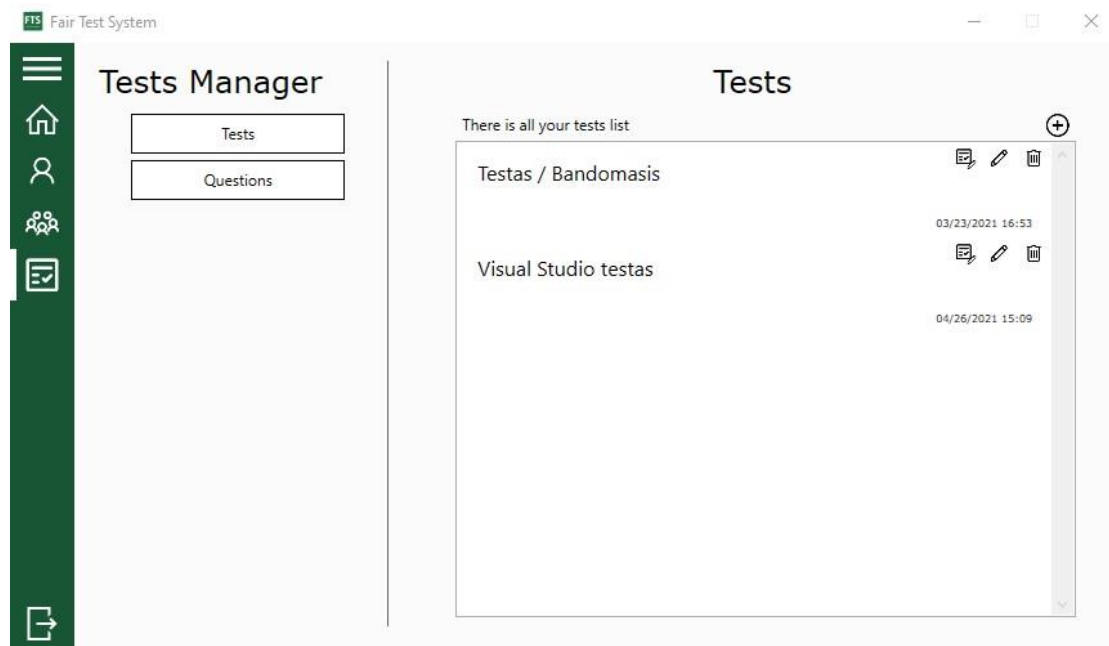 FTS Fair Test System
Tests Manager
Tests
Questions
Tests
There is all your tests list
Testas / Bandomasis
03/23/2021 16:53
Visual Studio testas
04/26/2021 15:09